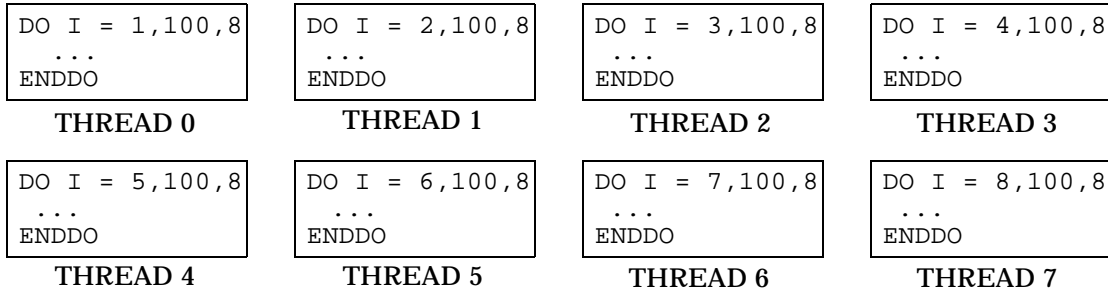 DO I = 1,100,8
...
ENDDO
THREAD 0
DO I = 2,100,8
...
ENDDO
THREAD 1
DO I = 3,100,8
...
ENDDO
THREAD 2
DO I = 4,100,8
...
ENDDO
THREAD 3
DO I = 5,100,8
...
ENDDO
THREAD 4
DO I = 6,100,8
...
ENDDO
THREAD 5
DO I = 7,100,8
...
ENDDO
THREAD 6
DO I = 8,100,8
...
ENDDO
THREAD 7